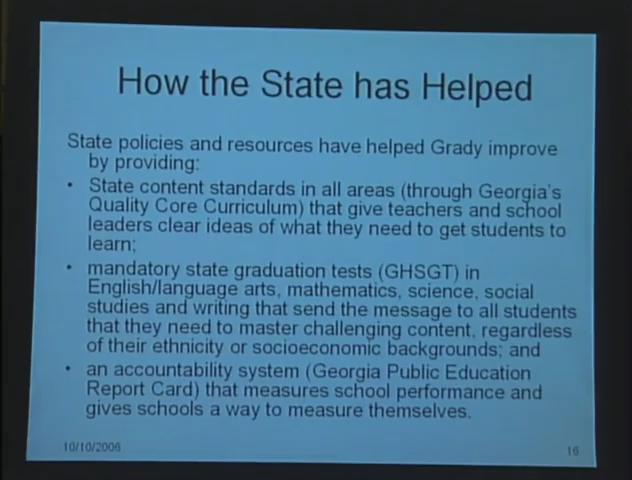 How the State has Helped
State policies and resources have helped Grady improve
by providing:
• State content standards in all areas (through Georgia's
Quality Core Curriculum) that give teachers and school
leaders clear ideas of what they need to get students to
learn;
• mandatory state graduation tests (GHSGT) in
English/language arts, mathematics, science, social
studies and writing that send the message to all students
that they need to master challenging content, regardless
of their ethnicity or socioeconomic backgrounds; and
• an accountability system (Georgia Public Education
Report Card) that measures school performance and
gives schools a way to measure themselves.
10/10/2006
16